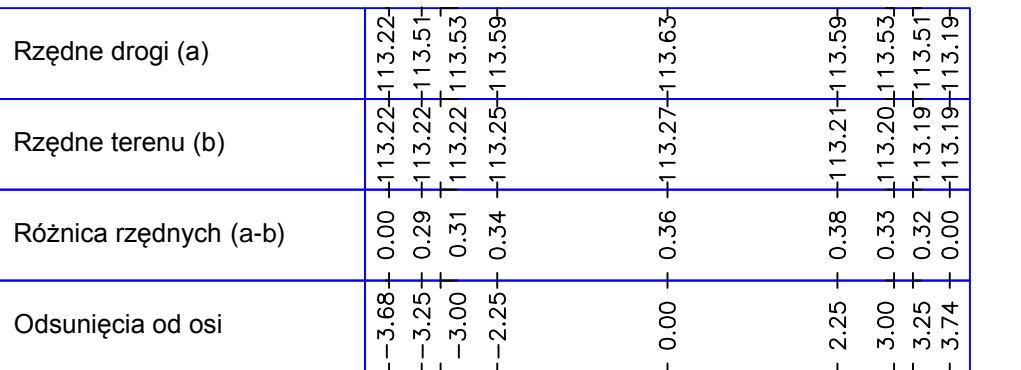 Rzędne drogi (a) 113.22 113.51 113.53 113.59 113.63 113.59 113.53 113.51 113.19
Rzędne terenu (b) 113.22 113.22 113.22 113.25 113.27 113.21 113.20 113.19 113.19
Różnica rzędnych (a-b) 0.00 0.29 0.31 0.34 0.36 0.38 0.33 0.32 0.00
Odsunięcia od osi -3.68 -3.25 -3.00 -2.25 0.00 2.25 3.00 3.25 3.74